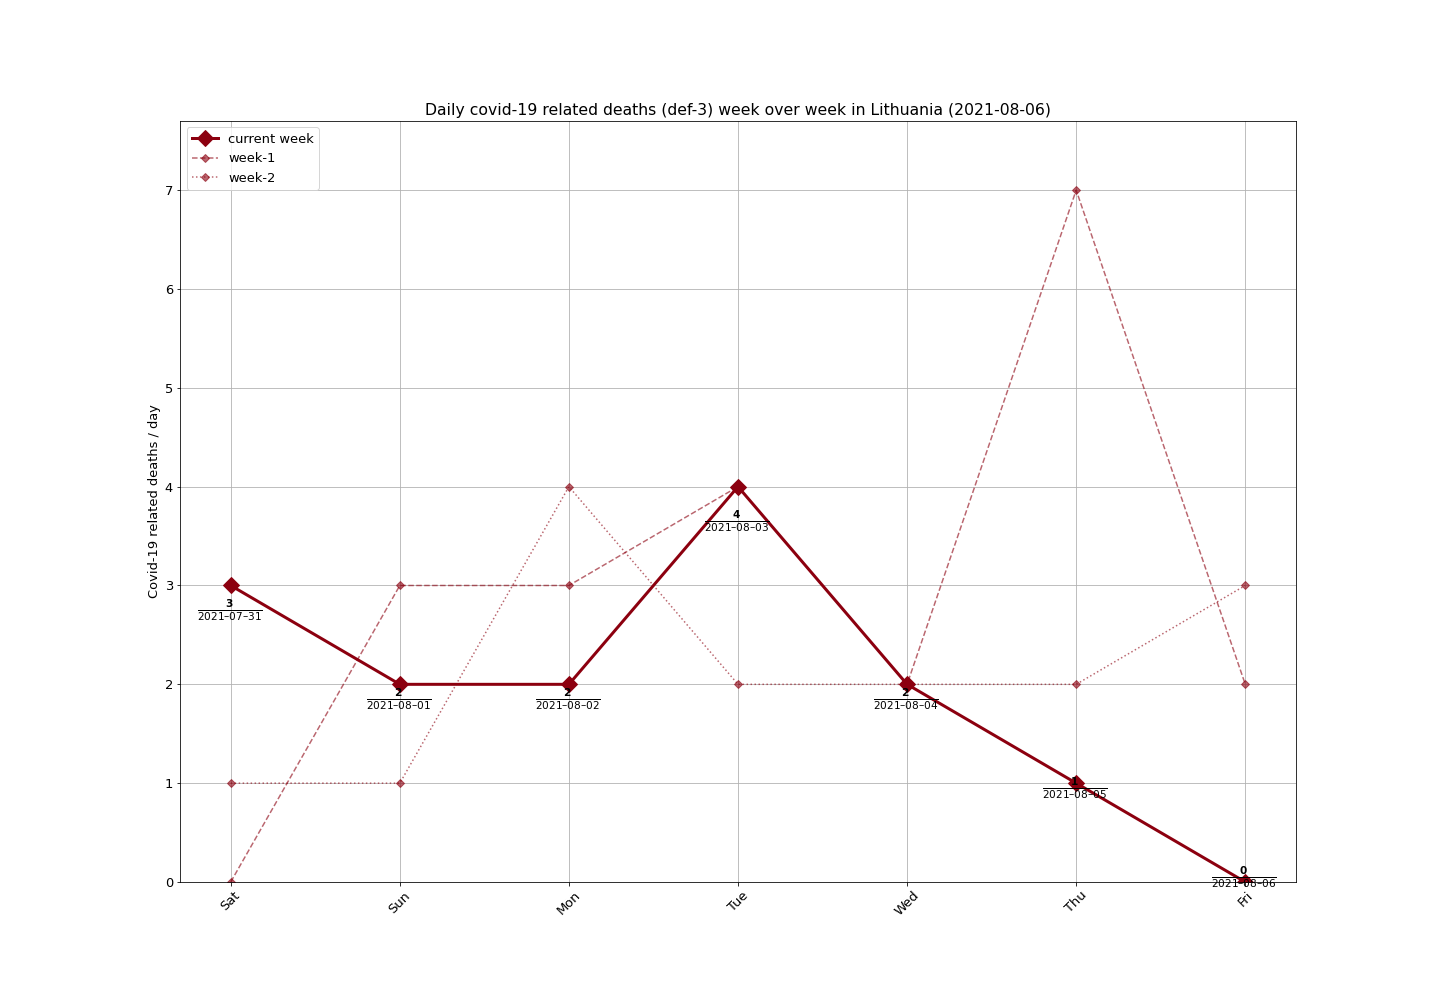 Daily covid-19 related deaths (def-3) week over week in Lithuania (2021-08-06)
current week
week-1
week-2
Covid-19 related deaths / day
7
6
5
4
3
2
1
0
3
2021–07–31
2
2021–08–01
2
2021–08–02
4
2021–08–03
2
2021–08–04
1
2021–08–05
0
2021–08–06
Sat
Sun
Mon
Tue
Wed
Thu
Fri